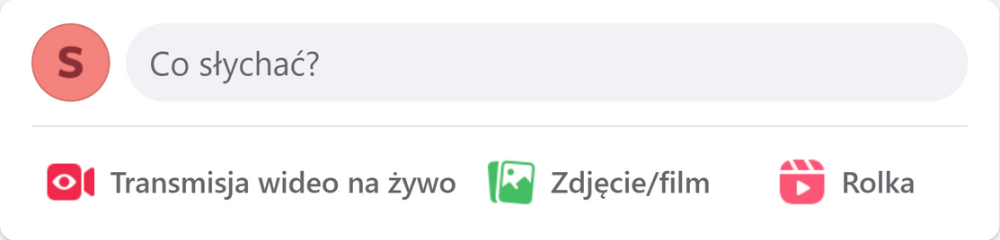 S
Co słychać?
Transmisja wideo na żywo
Zdjęcie/film
Rolka